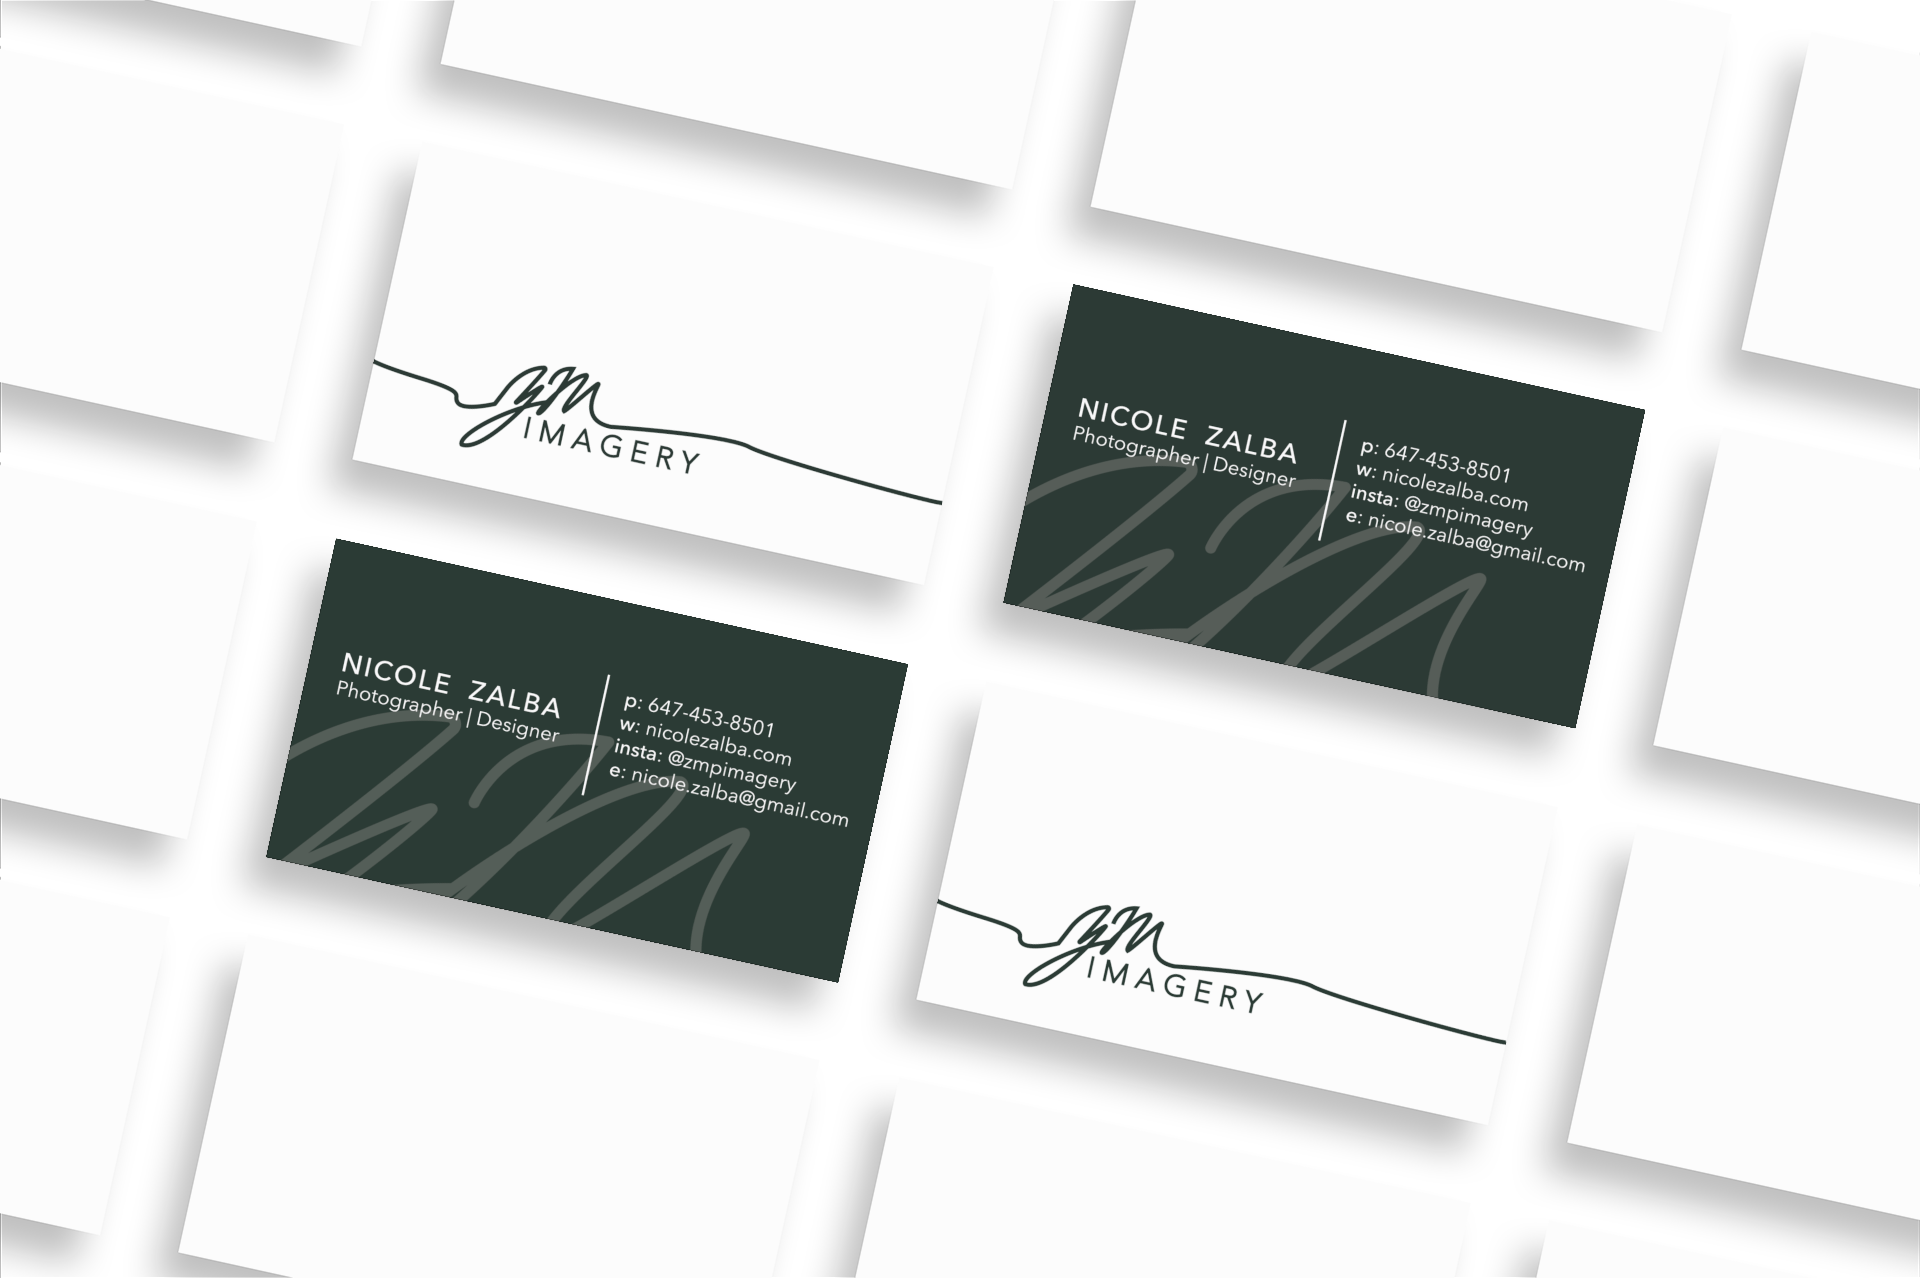 ZM
IMAGERY
NICOLE ZALBA
Photographer | Designer
p: 647-453-8501
w: nicolezalba.com
insta: @zmpimagery
e: nicole.zalba@gmail.com
NICOLE ZALBA
Photographer | Designer
p: 647-453-8501
w: nicolezalba.com
insta: @zmpimagery
e: nicole.zalba@gmail.com
ZM
IMAGERY